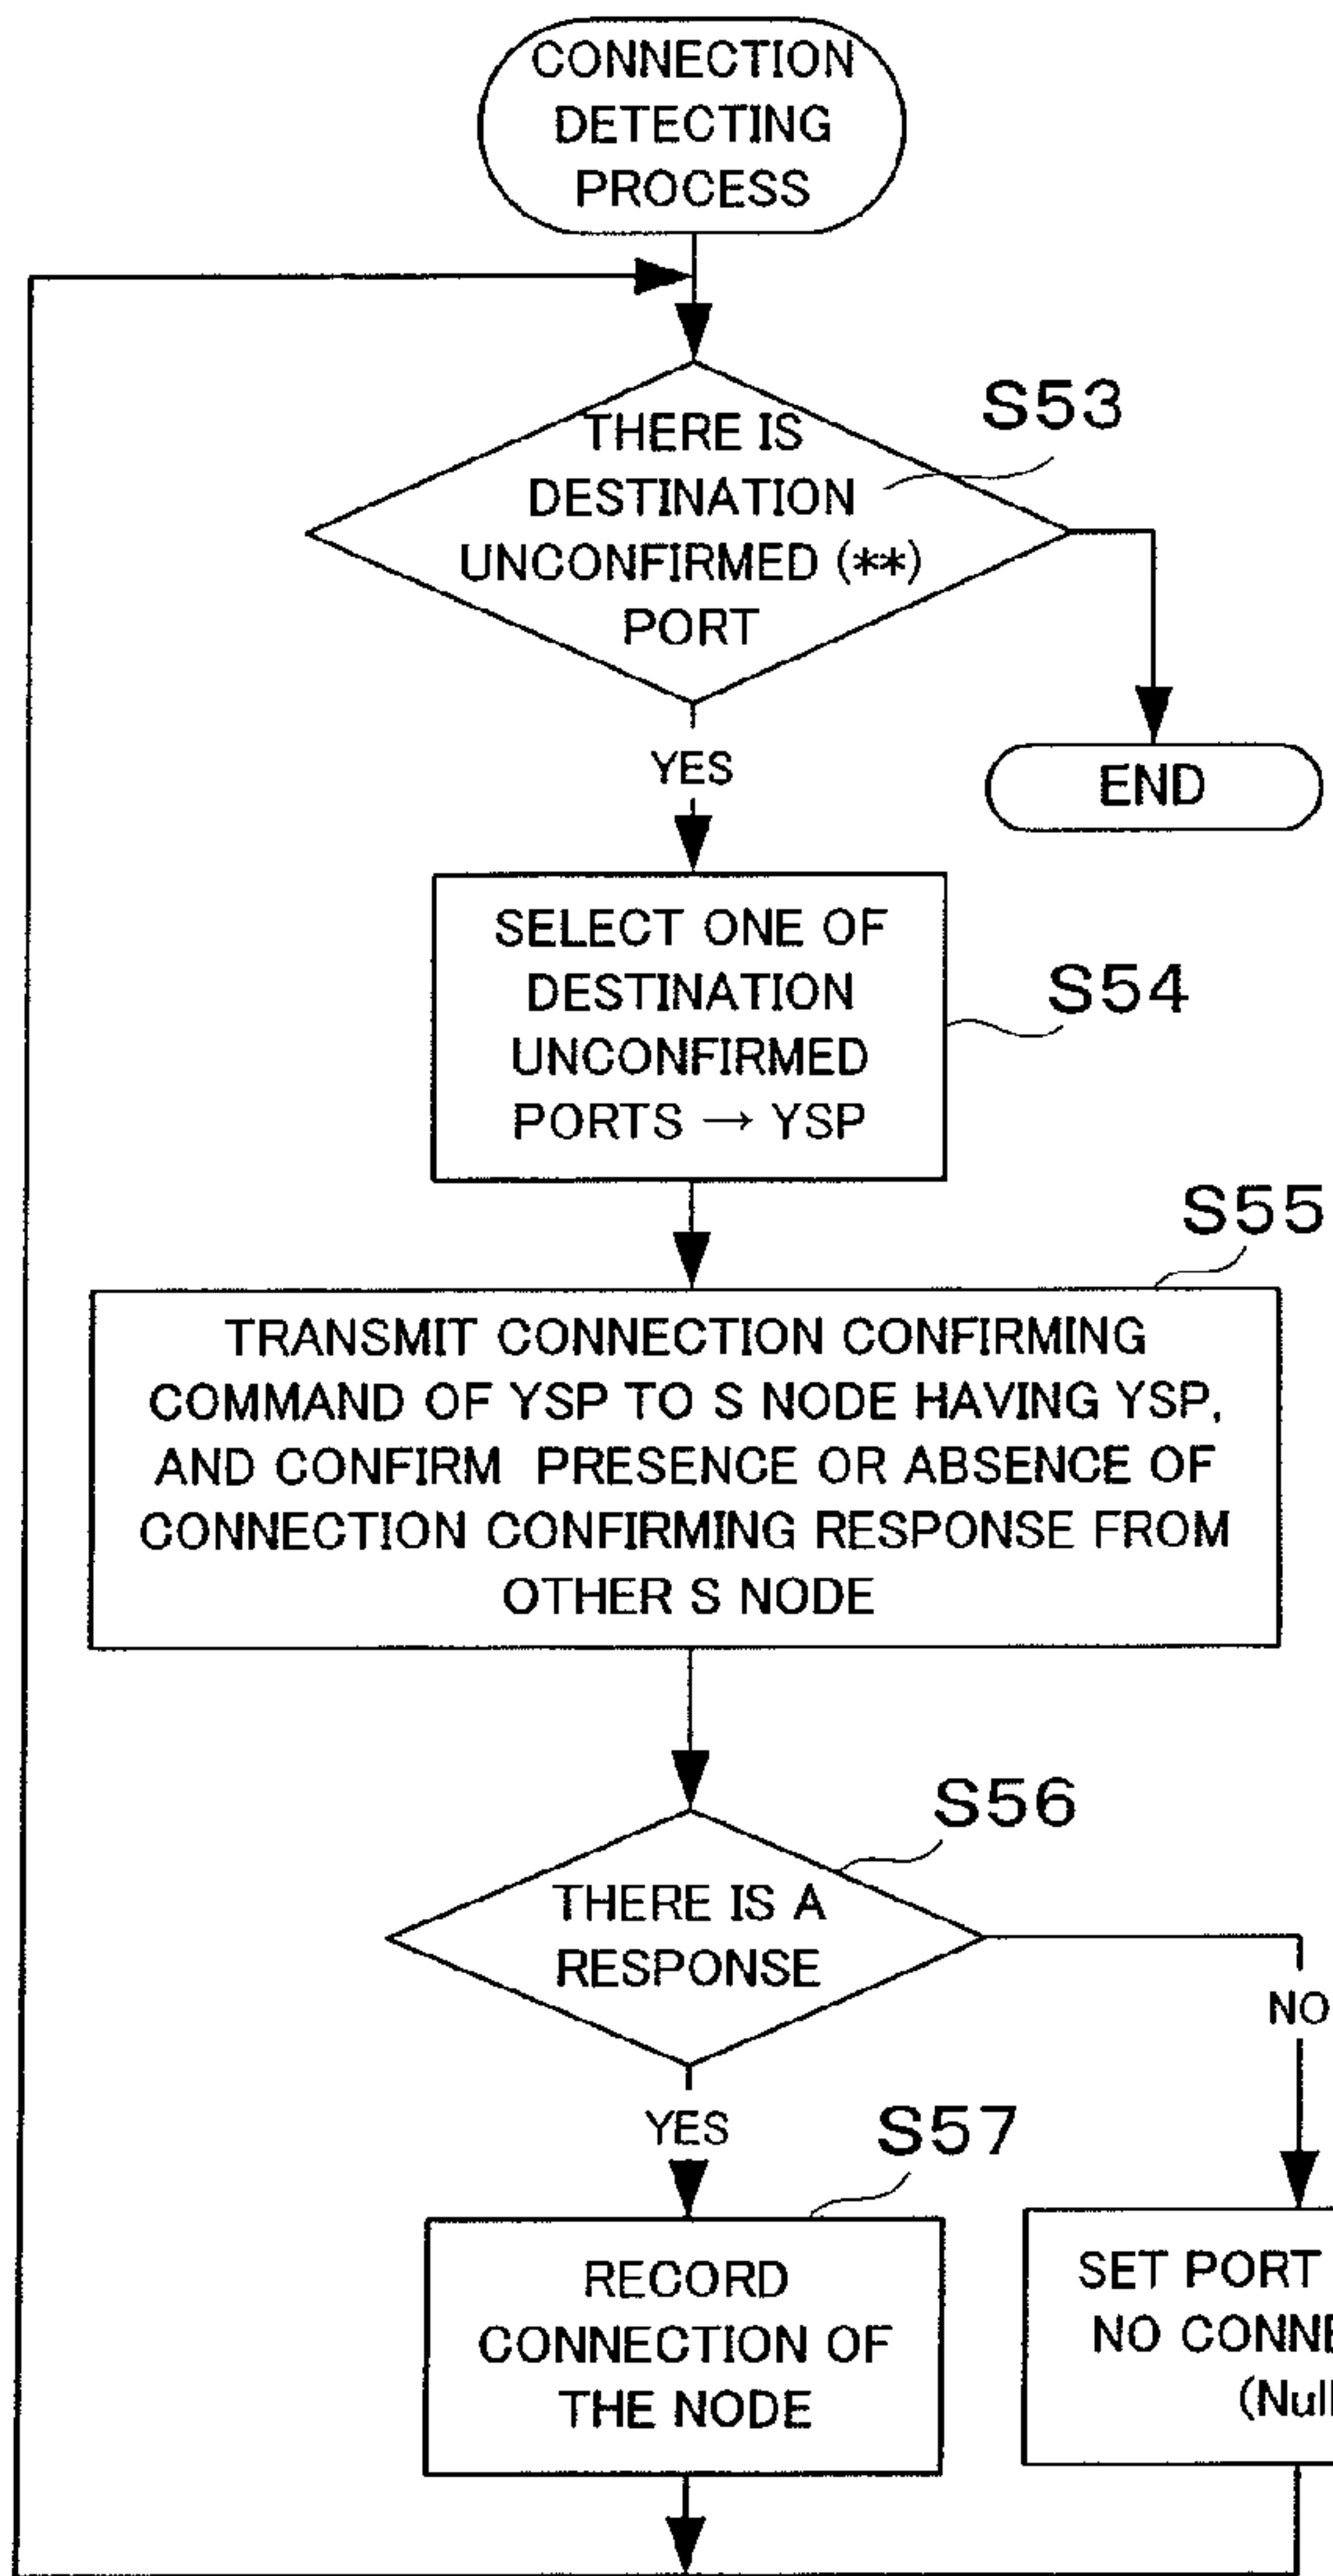 CONNECTION
DETECTING
PROCESS
S53
THERE IS
DESTINATION
UNCONFIRMED (**)
PORT
YES
END
SELECT ONE OF
DESTINATION
UNCONFIRMED
PORTS → YSP
S54
S55
TRANSMIT CONNECTION CONFIRMING
COMMAND OF YSP TO S NODE HAVING YSP,
AND CONFIRM PRESENCE OR ABSENCE OF
CONNECTION CONFIRMING RESPONSE FROM
OTHER S NODE
S56
THERE IS A
RESPONSE
NO
YES
S57
RECORD
CONNECTION OF
THE NODE
SET PORT
NO
(Null